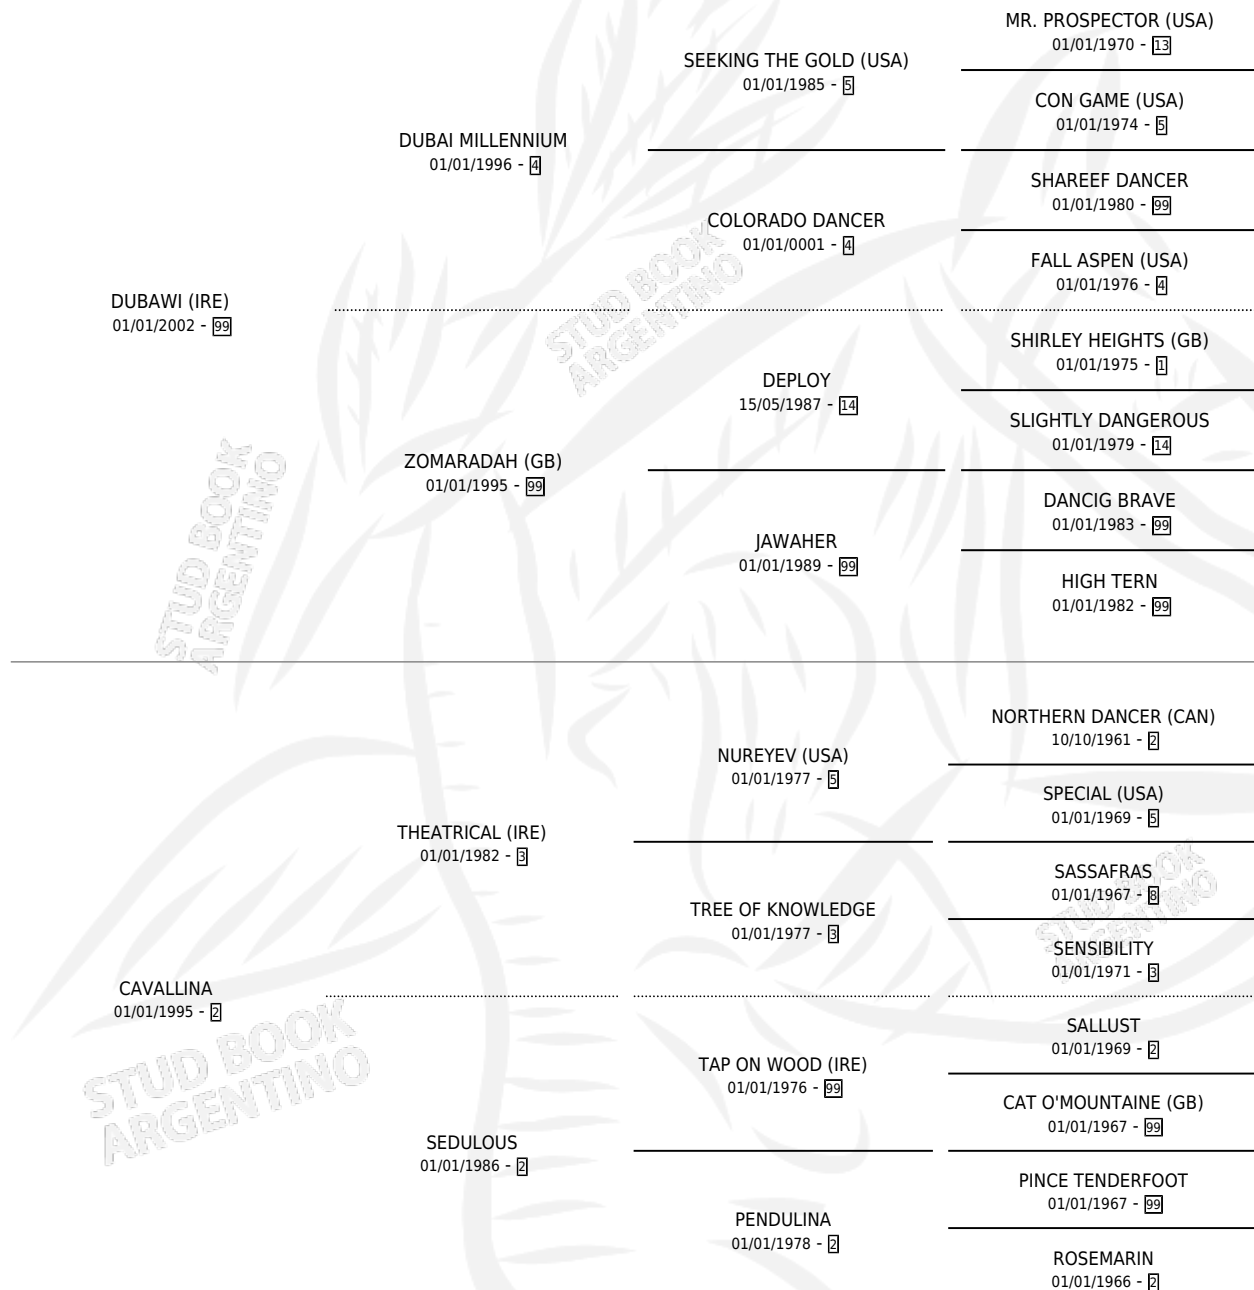 MR. PROSPECTOR (USA)
01/01/1970 - 13
SEEKING THE GOLD (USA)
01/01/1985 - 5
CON GAME (USA)
01/01/1974 - 5
DUBAI MILLENNIUM
01/01/1996 - 4
SHAREEF DANCER
01/01/1980 - 99
COLORADO DANCER
01/01/0001 - 4
FALL ASPEN (USA)
01/01/1976 - 4
DUBAWI (IRE)
01/01/2002 - 99
SHIRLEY HEIGHTS (GB)
01/01/1975 - 1
DEPLOY
15/05/1987 - 14
SLIGHTLY DANGEROUS
01/01/1979 - 14
ZOMARADAH (GB)
01/01/1995 - 99
DANCIG BRAVE
01/01/1983 - 99
JAWAHER
01/01/1989 - 99
HIGH TERN
01/01/1982 - 99
STUD BOOK
ARGENTINO
STUD BOOK
ARGENTINO
NORTHERN DANCER (CAN)
10/10/1961 - 2
NUREYEV (USA)
01/01/1977 - 5
SPECIAL (USA)
01/01/1969 - 5
THEATRICAL (IRE)
01/01/1982 - 3
SASSAFRAS
01/01/1967 - 8
TREE OF KNOWLEDGE
01/01/1977 - 3
SENSIBILITY
01/01/1971 - 3
CAVALLINA
01/01/1995 - 2
SALLUST
01/01/1969 - 2
TAP ON WOOD (IRE)
01/01/1976 - 99
CAT O'MOUNTAINE (GB)
01/01/1967 - 99
SEDULOUS
01/01/1986 - 2
PINCE TENDERFOOT
01/01/1967 - 99
PENDULINA
01/01/1978 - 2
ROSEMARIN
01/01/1966 - 2
STUD BOOK
ARGENTINO
STUD BOOK
ARGENTINO